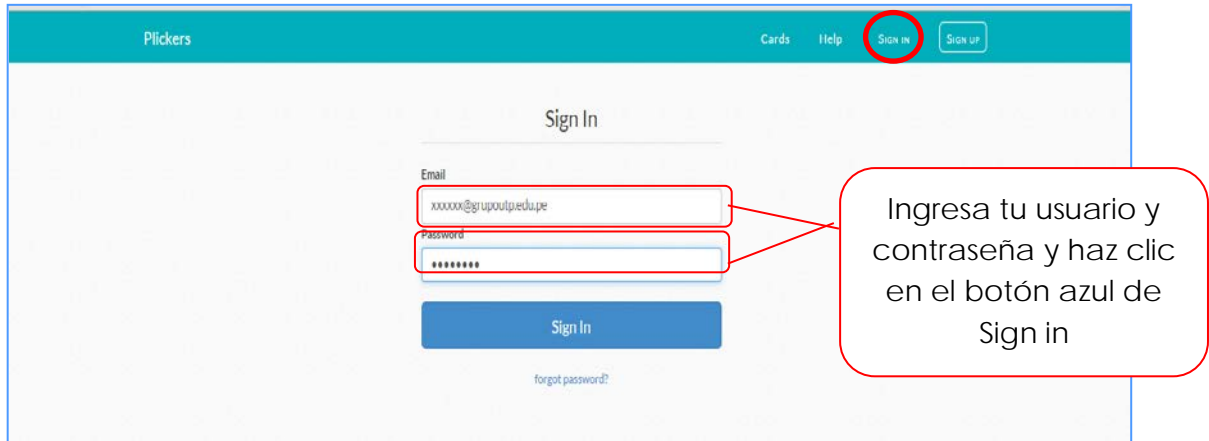 Plickers
Cards Help SIGN IN SIGN UP
Sign In
Email
xxxxxx@grupoutp.edu.pe
Password
••••••••
Sign In
forgot password?
Ingresa tu usuario y
contraseña y haz clic
en el botón azul de
Sign in